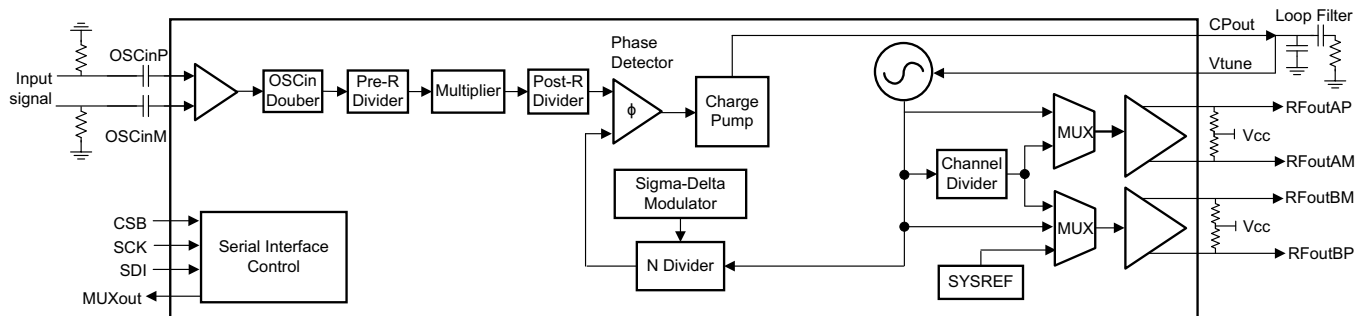 CPout
Loop Filter
OSCinP
Phase
Detector
Vtune
Input
signal
OSCin
Douber
Pre-R
Divider
Multiplier
Post-R
Divider
ϕ
Charge
Pump
OSCinM
MUX
RFoutAP
Vcc
RFoutAM
Channel
Divider
Sigma-Delta
Modulator
MUX
RFoutBM
Vcc
RFoutBP
CSB
SCK
SDI
MUXout
Serial Interface
Control
N Divider
SYSREF